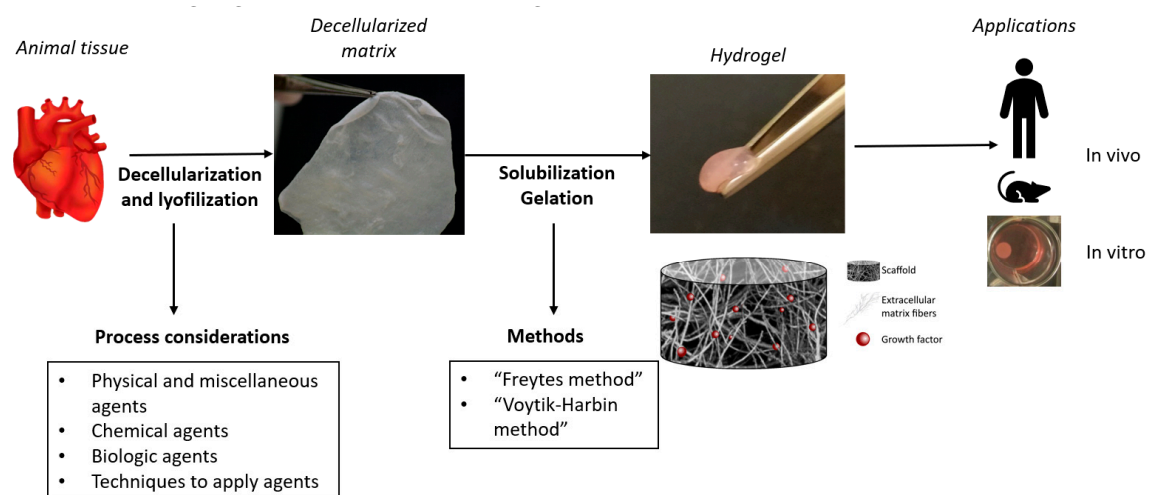 Animal tissue
Decellularized
matrix
Hydrogel
Applications
Decellularization
and lyofilization
Solubilization
Gelation
In vivo
In vitro
Scaffold
Extracellular
matrix fibers
Growth factor
Process considerations
• Physical and miscellaneous
agents
• Chemical agents
• Biologic agents
• Techniques to apply agents
Methods
• “Freytes method”
• “Voytik-Harbin
method”